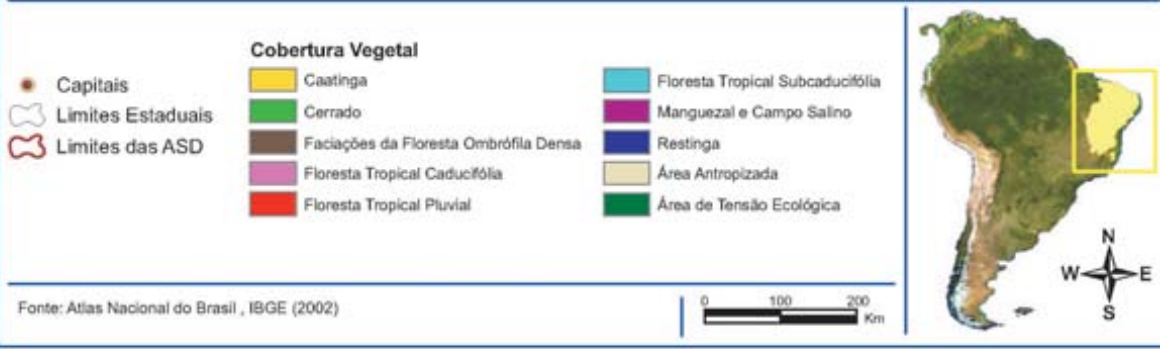 Capitais
Limites Estaduais
Limites das ASD
Cobertura Vegetal
Caatinga
Cerrado
Faciações da Floresta Ombrófila Densa
Floresta Tropical Caducifólia
Floresta Tropical Pluvial
Floresta Tropical Subcaducifólia
Manguezal e Campo Salino
Restinga
Área Antropizada
Área de Tensão Ecológica
N
W E
S
Fonte: Atlas Nacional do Brasil , IBGE (2002)
0 100 200
Km